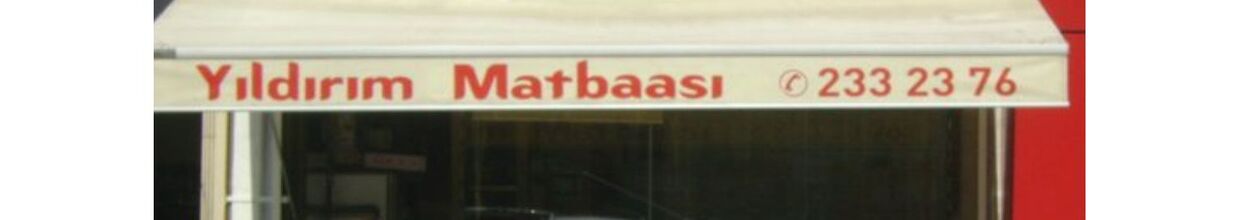 Yıldırım Matbaası ✆ 233 23 76